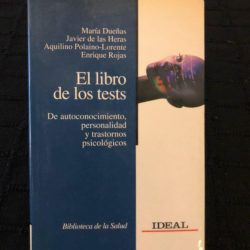 María Dueñas
Javier de las Heras
Aquilino Polaino-Lorente
Enrique Rojas
El libro
de los tests
De autoconocimiento,
personalidad
y trastornos
psicológicos
Biblioteca de la Salud
IDEAL